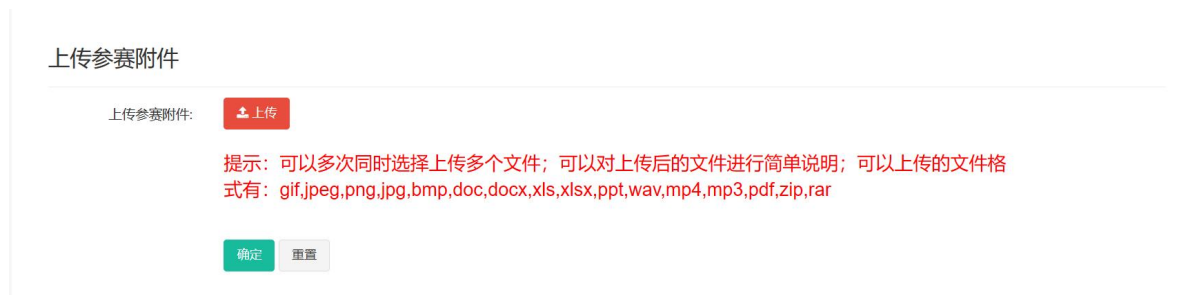 上传参赛附件
上传参赛附件: 上传
提示：可以多次同时选择上传多个文件；可以对上传后的文件进行简单说明；可以上传的文件格
式有：gif,jpeg,png,jpg,bmp,doc,docx,xls,xlsx,ppt,wav,mp4,mp3,pdf,zip,rar
确定 重置